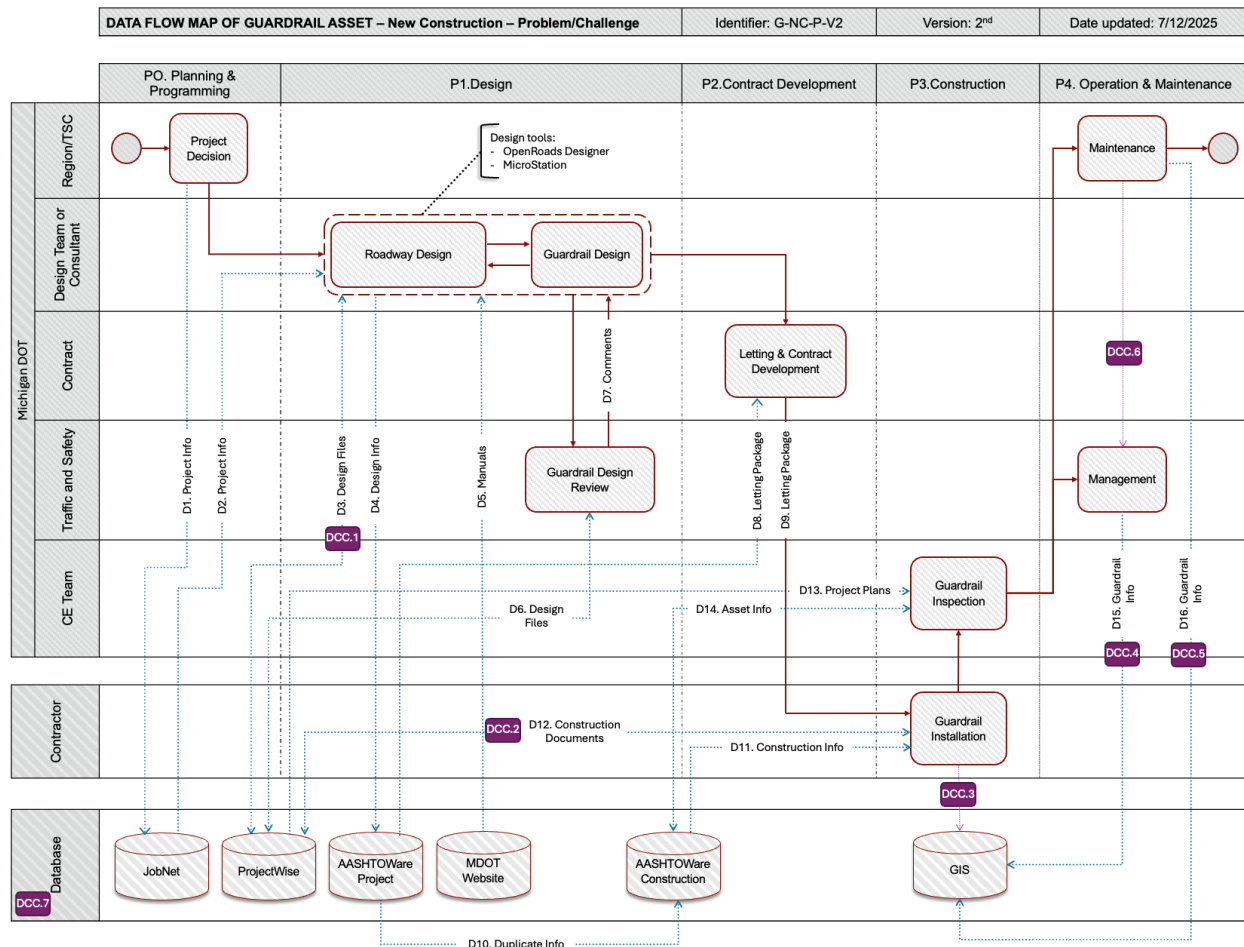 DATA FLOW MAP OF GUARDRAIL ASSET – New Construction – Problem/Challenge
Identifier: G-NC-P-V2
Version: 2nd
Date updated: 7/12/2025
PO. Planning &
Programming
P1.Design
P2.Contract Development
P3.Construction
P4. Operation & Maintenance
Michigan DOT
Region/TSC
Project
Decision
Design tools:
- OpenRoads Designer
- MicroStation
Maintenance
Design Team or
Consultant
Roadway Design
Guardrail Design
Contract
D7. Comments
Letting & Contract
Development
DCC.6
Traffic and Safety
D1. Project Info
D2. Project Info
D3. Design Files
D4. Design Info
D5. Manuals
Guardrail Design
Review
D8. Letting Package
D9. Letting Package
Management
DCC.1
CE Team
D6. Design
Files
D13. Project Plans
D14. Asset Info
Guardrail
Inspection
D15. Guardrail
Info
D16. Guardrail
Info
DCC.4
DCC.5
Contractor
DCC.2
D12. Construction
Documents
D11. Construction Info
Guardrail
Installation
DCC.3
Database
DCC.7
JobNet
ProjectWise
AASHTOWare
Project
MDOT
Website
AASHTOWare
Construction
GIS
D10. Duplicate Info